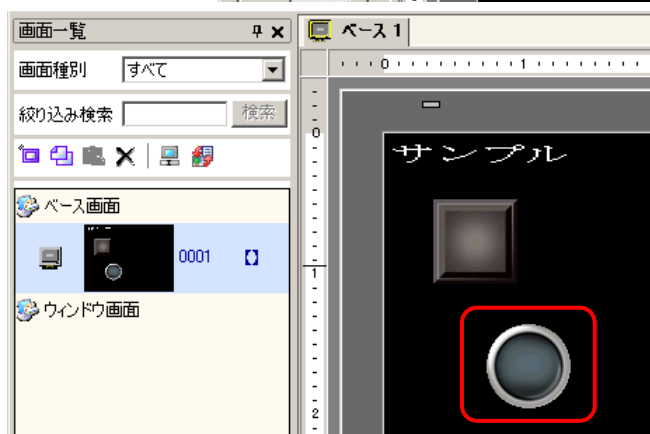 画面一覧
ベース 1
画面種別
すべて
絞り込み検索
検索
0
1
0
1
2
サンプル
ベース画面
0001
【】
ウィンドウ画面